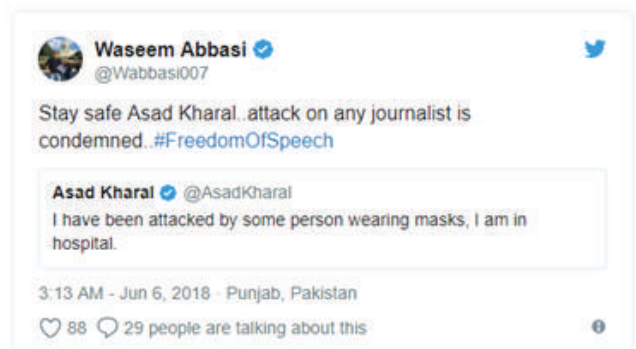 Waseem Abbasi
@Wabbasi007
Stay safe Asad Kharal..attack on any journalist is
condemned..#FreedomOfSpeech
Asad Kharal @AsadKharal
I have been attacked by some person wearing masks, I am in
hospital.
3:13 AM - Jun 6, 2018 · Punjab, Pakistan
88 29 people are talking about this